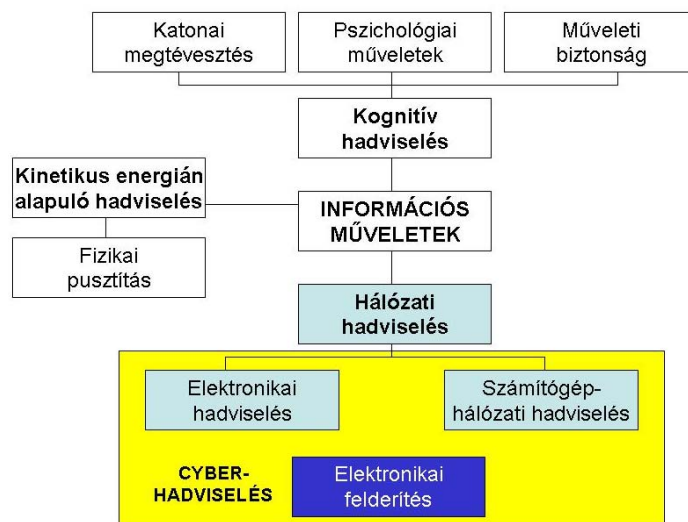 Katonai
megtévesztés
Pszichológiai
műveletek
Műveleti
biztonság
Kognitív
hadviselés
Kinetikus energián
alapuló hadviselés
INFORMÁCIÓS
MŰVELETEK
Fizikai
pusztítás
Hálózati
hadviselés
Elektronikai
hadviselés
Számítógép-
hálózati hadviselés
CYBER-
HADVISELÉS
Elektronikai
felderítés